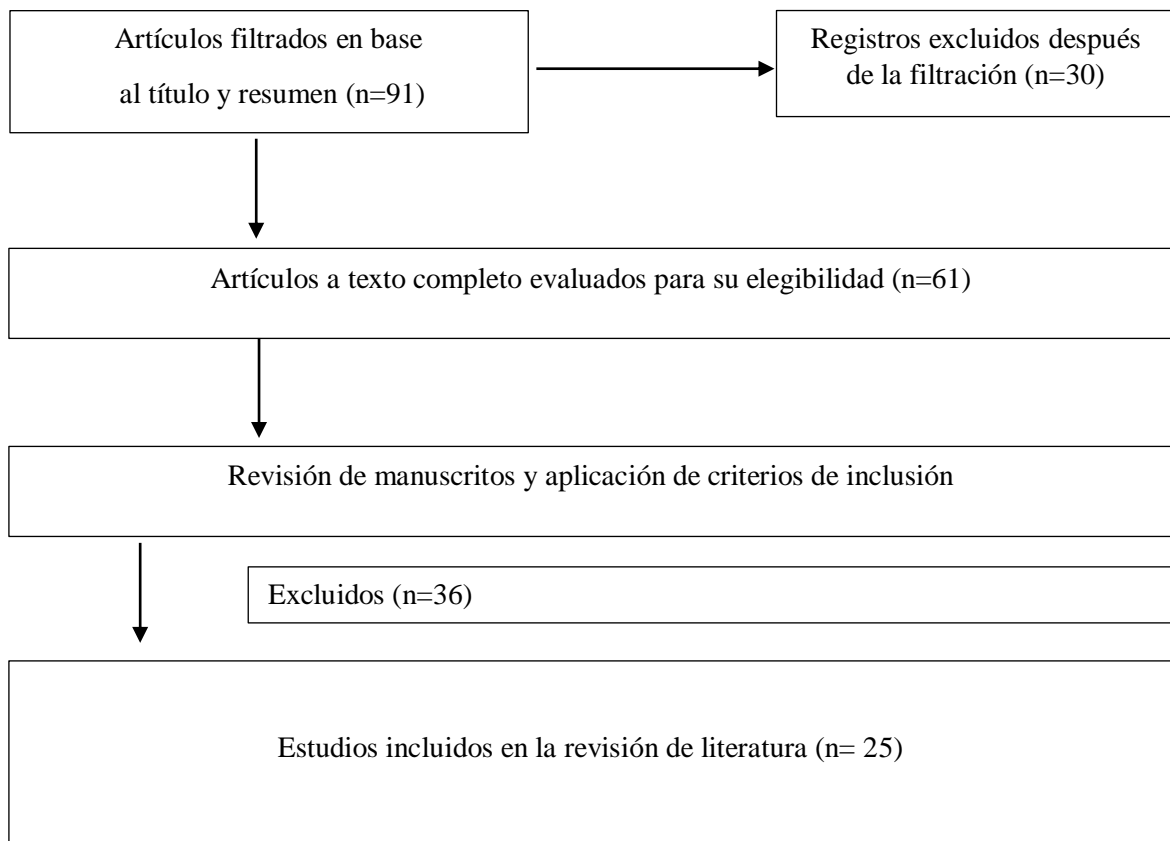 Artículos filtrados en base
al título y resumen (n=91)
Registros excluidos después
de la filtración (n=30)
Artículos a texto completo evaluados para su elegibilidad (n=61)
Revisión de manuscritos y aplicación de criterios de inclusión
Excluidos (n=36)
Estudios incluidos en la revisión de literatura (n= 25)